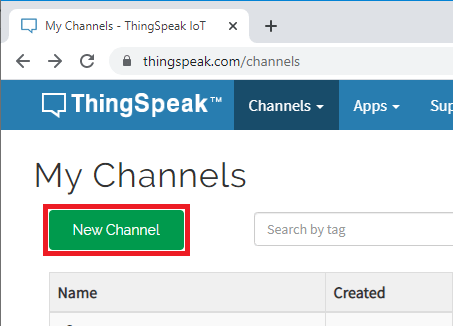 My Channels - ThingSpeak IoT
thingspeak.com/channels
ThingSpeak™ Channels Apps Sup
My Channels
New Channel Search by tag
Name Created